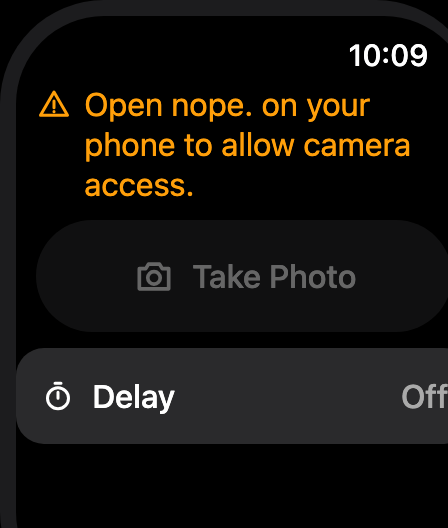 10:09
Open nope. on your
phone to allow camera
access.
Take Photo
Delay Off